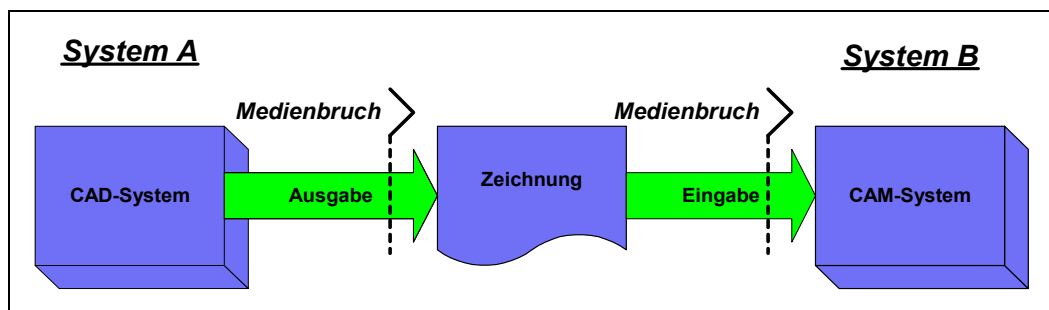 System A
System B
Medienbruch
Medienbruch
CAD-System
Ausgabe
Zeichnung
Eingabe
CAM-System